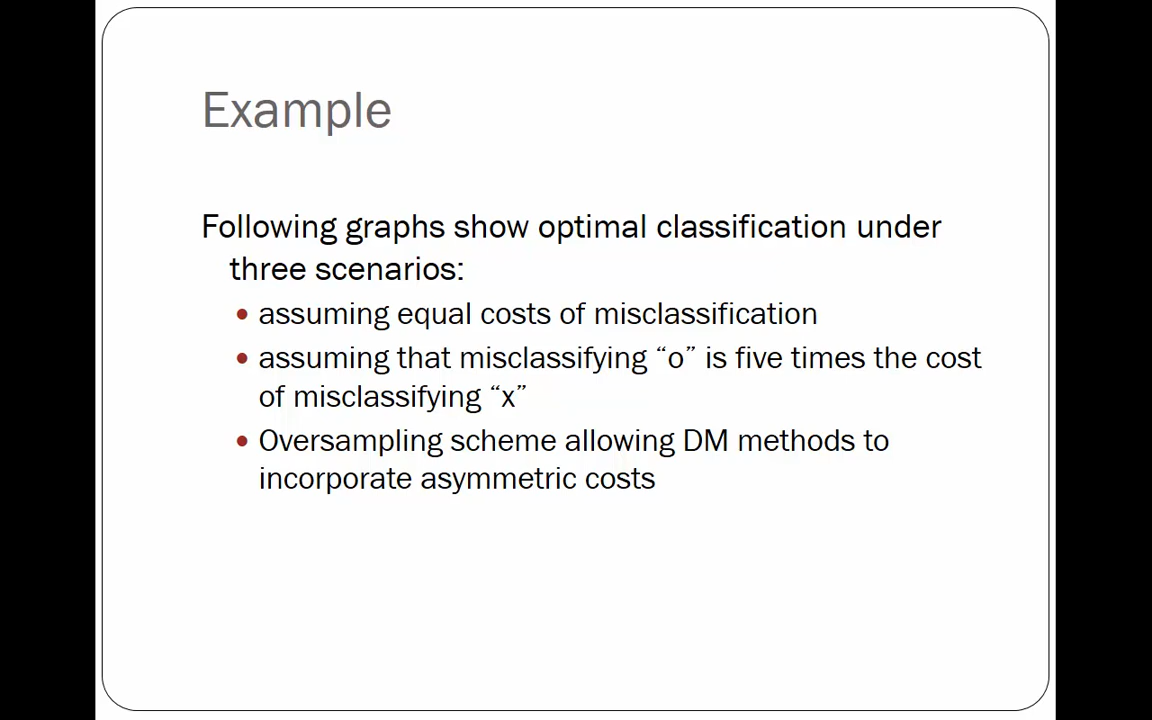 Example
Following graphs show optimal classification under
three scenarios:
• assuming equal costs of misclassification
• assuming that misclassifying “o” is five times the cost
of misclassifying “x”
• Oversampling scheme allowing DM methods to
incorporate asymmetric costs